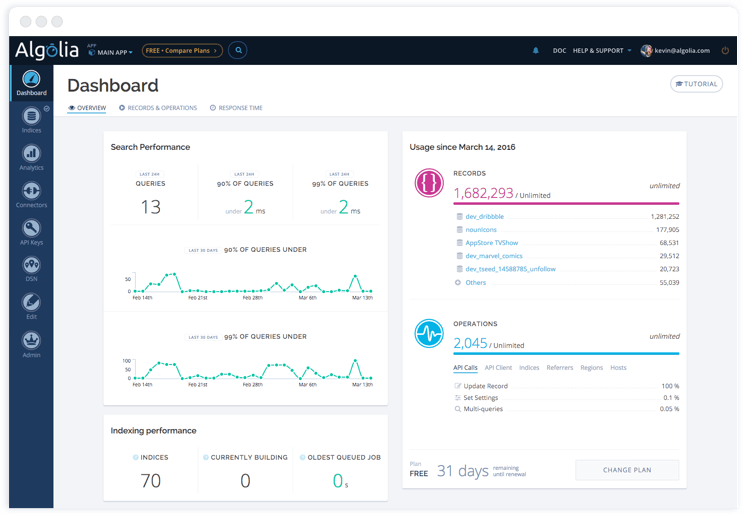 Algolia
APP
MAIN APP
FREE • Compare Plans >
DOC
HELP & SUPPORT
kevin@algolia.com
Dashboard
Indices
Analytics
Connectors
API Keys
DSN
Edit
Admin
Dashboard
TUTORIAL
OVERVIEW
RECORDS & OPERATIONS
RESPONSE TIME
Search Performance
LAST 24H
QUERIES
13
LAST 24H
90% OF QUERIES
under 2 ms
LAST 24H
99% OF QUERIES
under 2 ms
LAST 30 DAYS 90% OF QUERIES UNDER
50
0
Feb 14th Feb 21st Feb 28th Mar 6th Mar 13th
LAST 30 DAYS 99% OF QUERIES UNDER
100
50
0
Feb 14th Feb 21st Feb 28th Mar 6th Mar 13th
Indexing performance
INDICES
70
CURRENTLY BUILDING
0
OLDEST QUEUED JOB
0 s
Usage since March 14, 2016
RECORDS
1,682,293 / Unlimited
unlimited
dev_dribbble 1,281,252
nounicons 177,905
AppStore TVShow 68,531
dev_marvel_comics 29,512
dev_tseed_14588785_unfollow 20,723
Others 55,039
OPERATIONS
2,045 / Unlimited
unlimited
API Calls API Client Indices Referrers Regions Hosts
Update Record 100 %
Set Settings 0.1 %
Multi-queries 0.05 %
Plan
FREE
31 days
remaining
until renewal
CHANGE PLAN